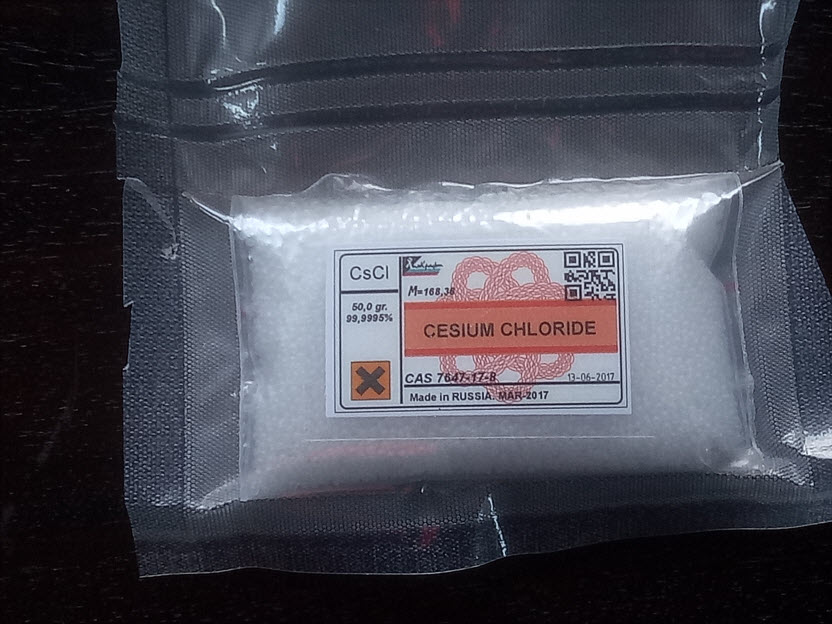 CsCl
50,0 gr.
99,9995%
M=168,36
CESIUM CHLORIDE
CAS 7647-17-8
13-06-2017
Made in RUSSIA. MAR-2017